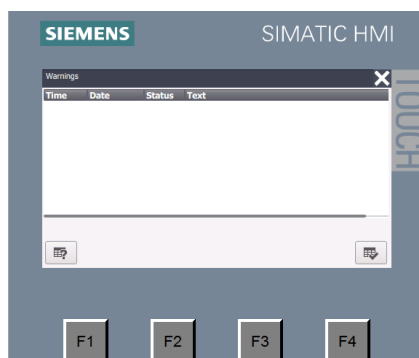 SIEMENS
SIMATIC HMI
TOUCH
Warnings
Time Date Status Text
F1 F2 F3 F4